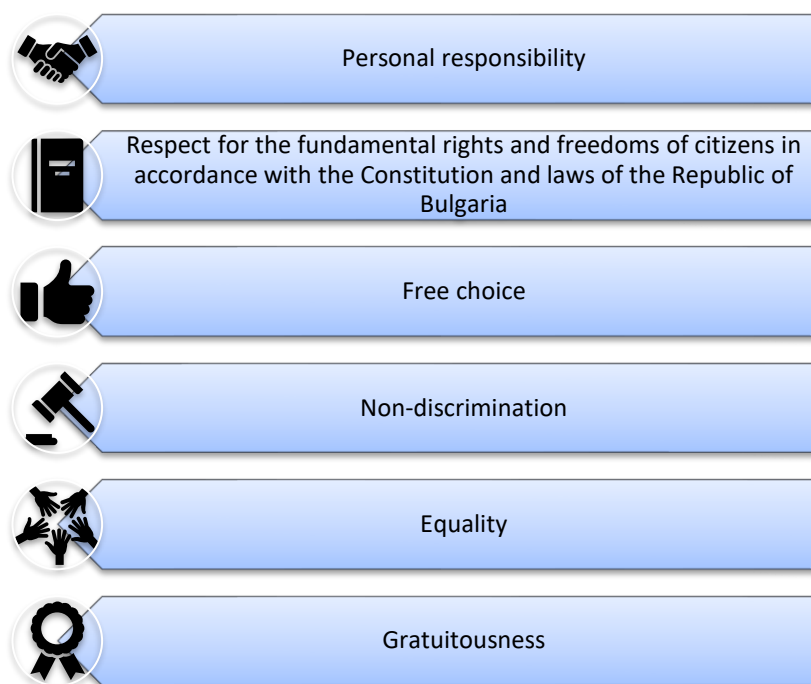 Personal responsibility
Respect for the fundamental rights and freedoms of citizens in
accordance with the Constitution and laws of the Republic of
Bulgaria
Free choice
Non-discrimination
Equality
Gratuitousness